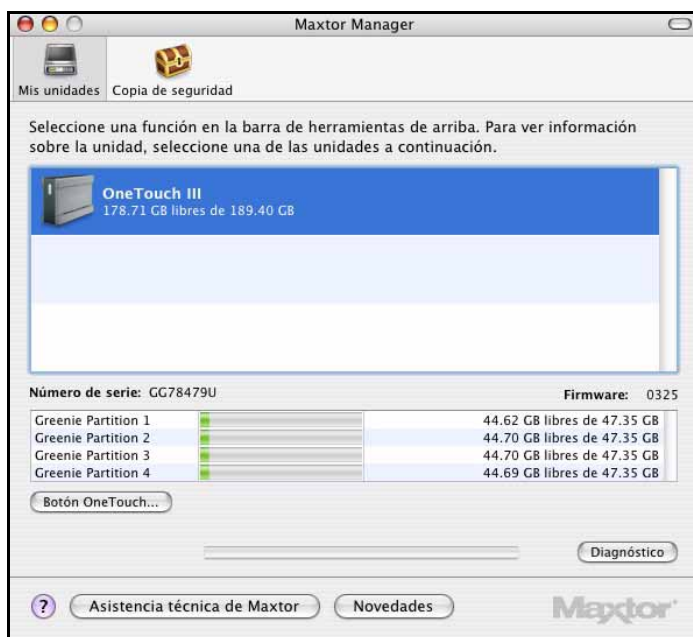 Maxtor Manager
Mis unidades Copia de seguridad
Seleccione una función en la barra de herramientas de arriba. Para ver información
sobre la unidad, seleccione una de las unidades a continuación.
OneTouch III
178.71 GB libres de 189.40 GB
Número de serie: GG78479U Firmware: 0325
Greenie Partition 1 44.62 GB libres de 47.35 GB
Greenie Partition 2 44.70 GB libres de 47.35 GB
Greenie Partition 3 44.70 GB libres de 47.35 GB
Greenie Partition 4 44.69 GB libres de 47.35 GB
Botón OneTouch...
Diagnóstico
? Asistencia técnica de Maxtor Novedades Maxtor